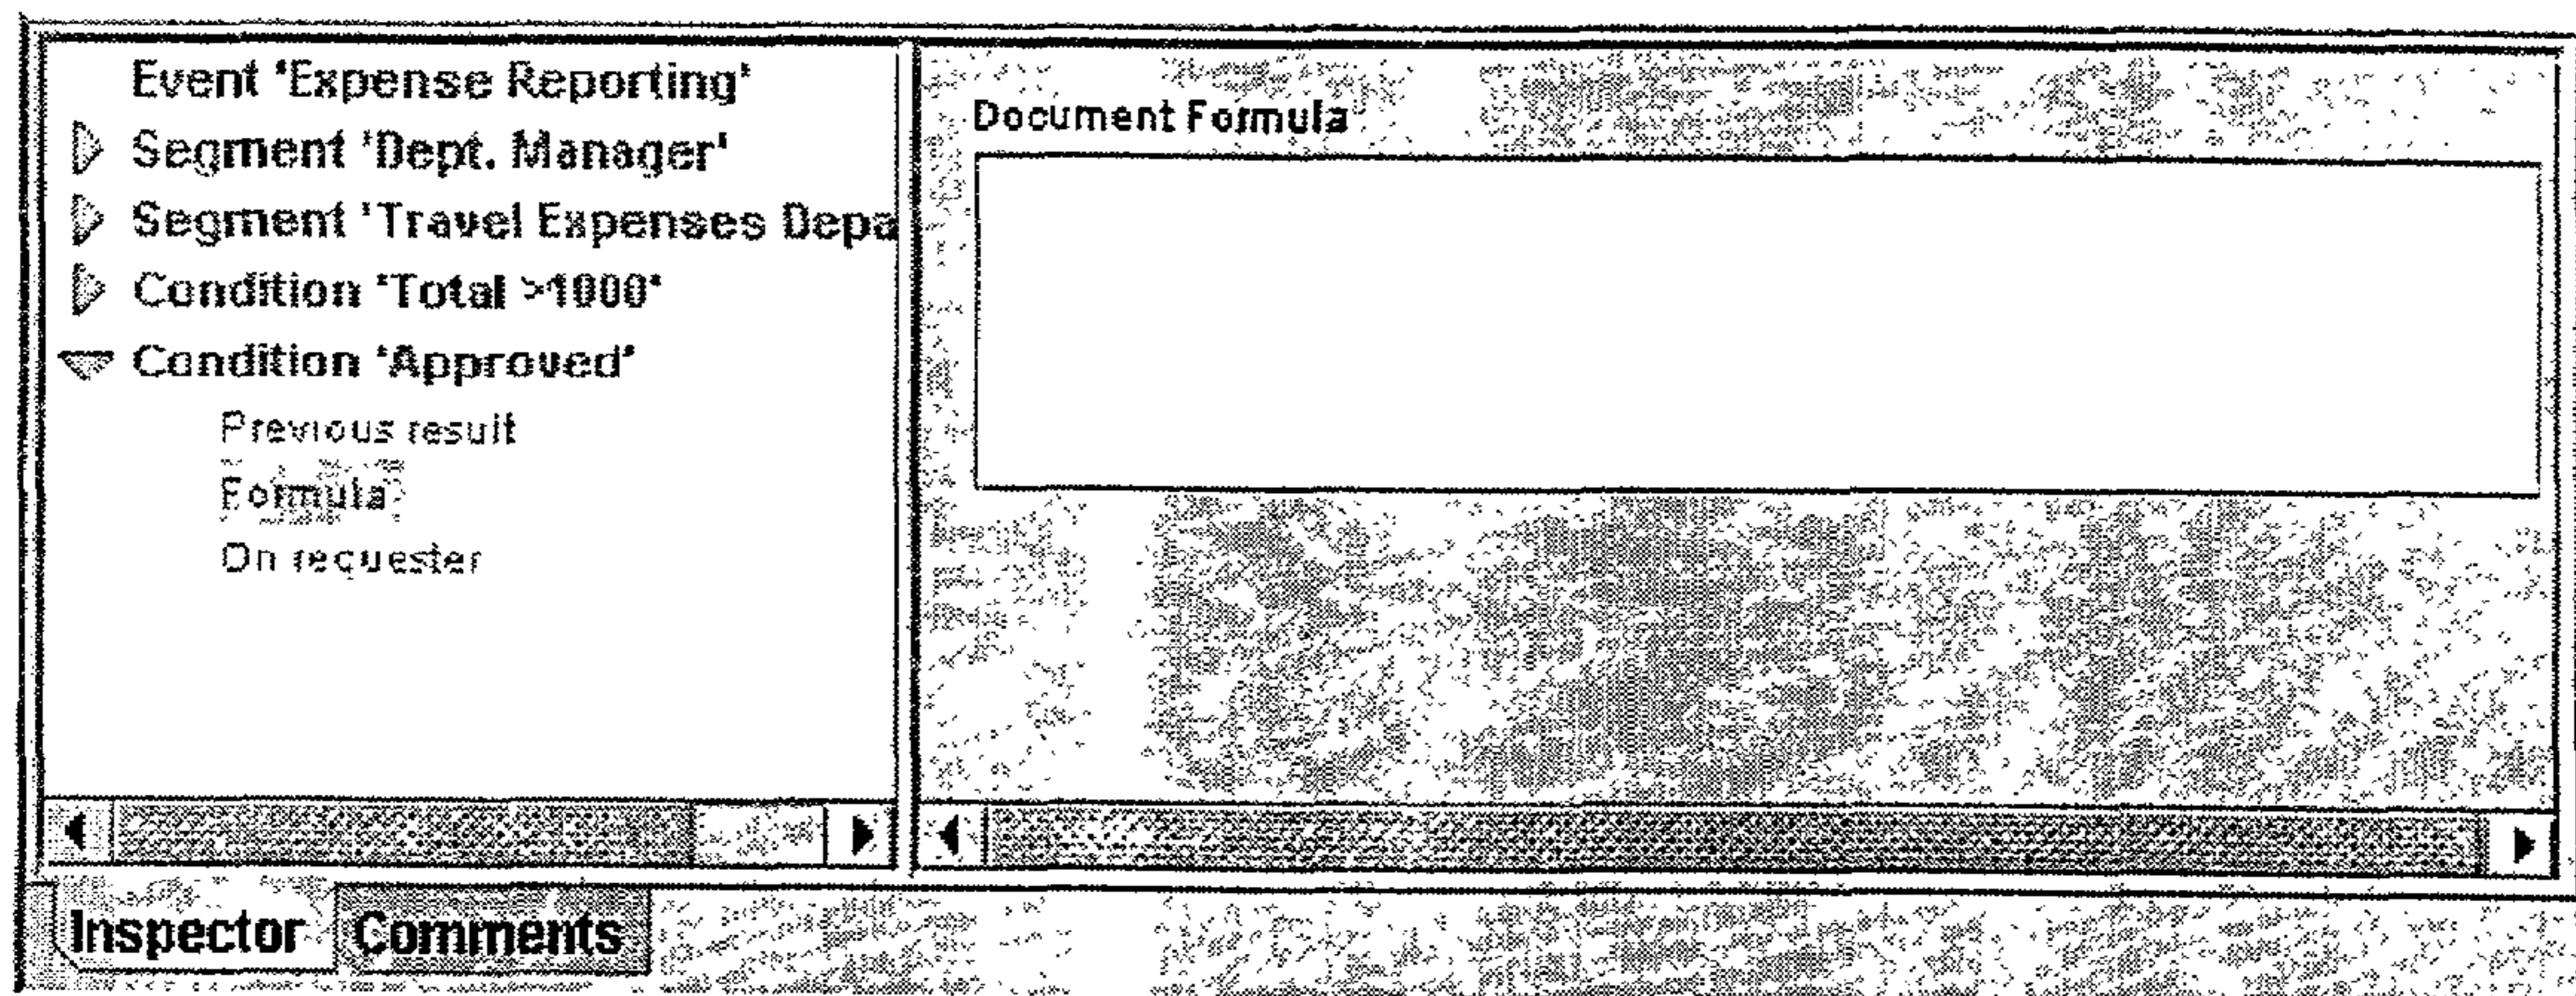 Event 'Expense Reporting'
Segment 'Dept. Manager'
Segment 'Travel Expenses Depa
Condition 'Total >1000'
Condition 'Approved'
Previous result
Formula
On requester
Document Formula
Inspector
Comments